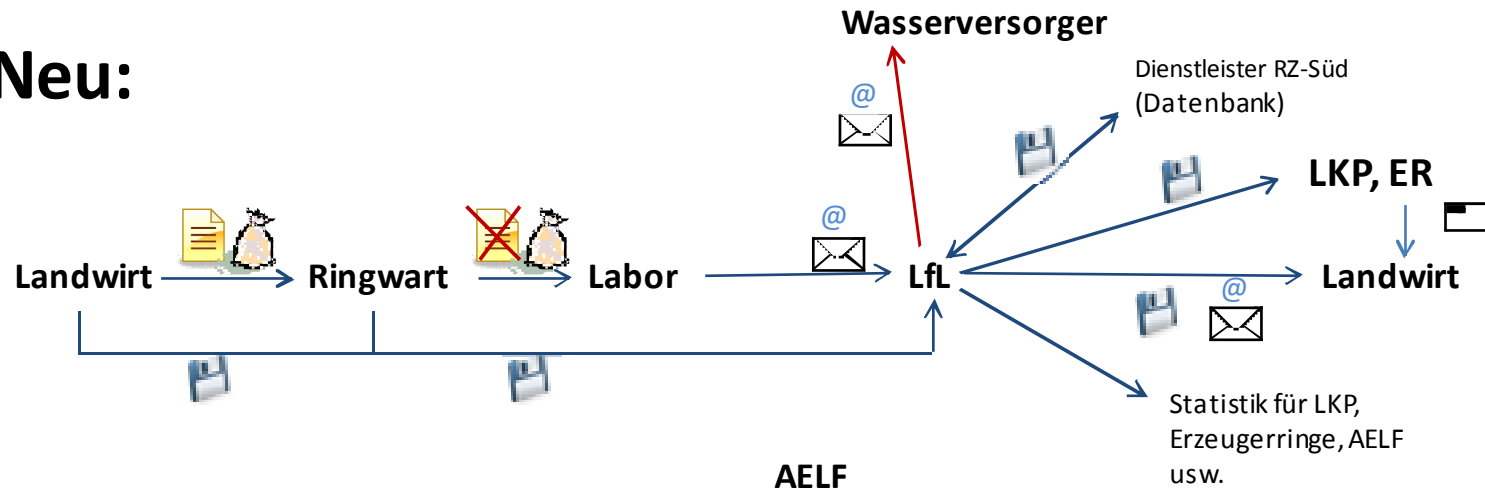 Neu:
Wasserversorger
Dienstleister RZ-Süd
(Datenbank)
@
LKP, ER
@
Landwirt
Ringwart
Labor
LfL
Landwirt
@
Statistik für LKP,
Erzeugerringe, AELF
usw.
AELF